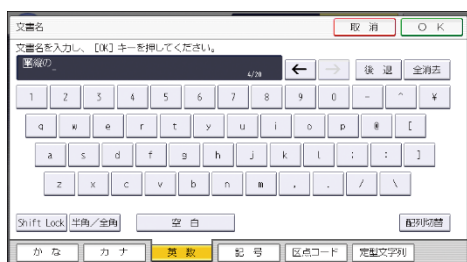 文書名
取 消
O K
文書名を入力し、 [OK] キーを押してください。
4/20
←
→
後 退
全消去
1 2 3 4 5 6 7 8 9 0 - ^ ¥
q w e r t y u i o p @ [
a s d f g h j k l ; : ]
z x c v b n m , . / \
Shift Lock
半角/全角
空 白
配列切替
か な
カ ナ
英 数
記 号
区点コード
定型文字列